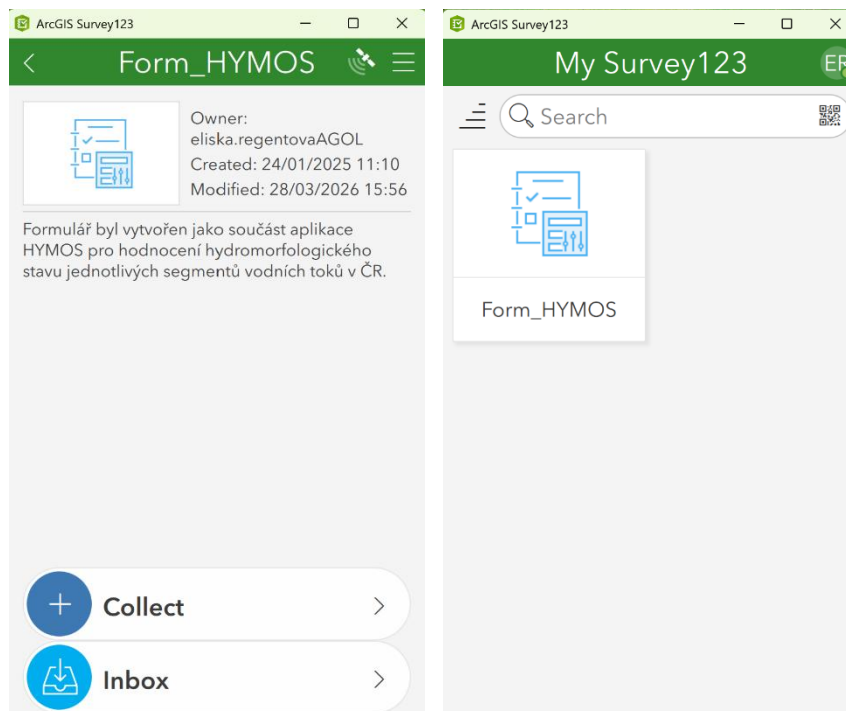 ArcGIS Survey123
Form_HYMOS
Owner:
eliska.regentovaAGOL
Created: 24/01/2025 11:10
Modified: 28/03/2026 15:56
Formulář byl vytvořen jako součást aplikace
HYMOS pro hodnocení hydromorfologického
stavu jednotlivých segmentů vodních toků v ČR.
Collect
Inbox
ArcGIS Survey123
My Survey123
ER
Search
Form_HYMOS